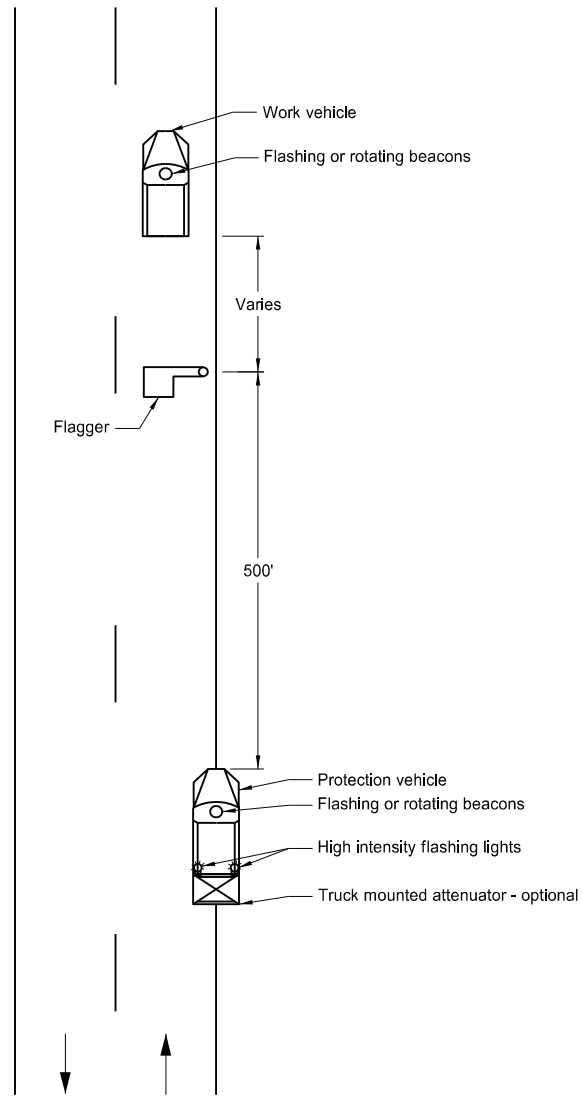 Work vehicle
Flashing or rotating beacons
Varies
Flagger
500'
Protection vehicle
Flashing or rotating beacons
High intensity flashing lights
Truck mounted attenuator - optional